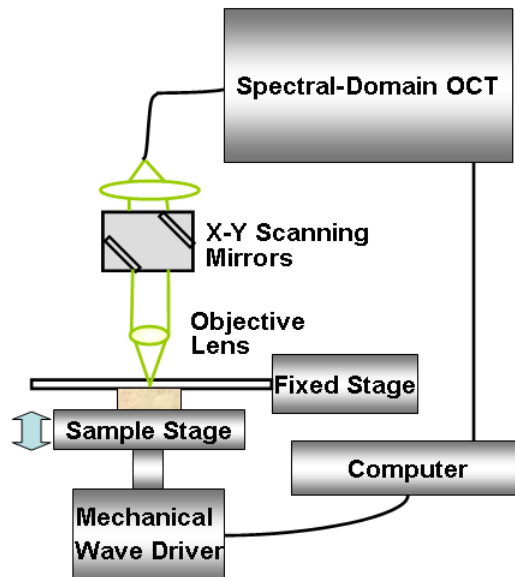 Spectral-Domain OCT
X-Y Scanning
Mirrors
Objective
Lens
Fixed Stage
Sample Stage
Computer
Mechanical
Wave Driver